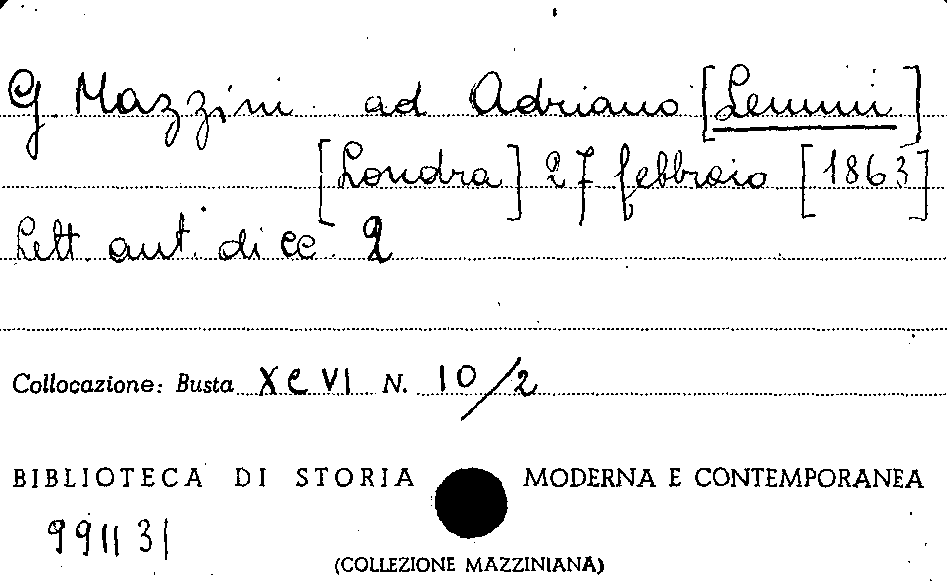 G. Mazzini ad Adriano [Lemmi]
[Londra] 27 febbraio [1863]
Lett. aut. di cc. 2
Collocazione: Busta XCVI N. 10/2
BIBLIOTECA DI STORIA MODERNA E CONTEMPORANEA
991131
(COLLEZIONE MAZZINIANA)